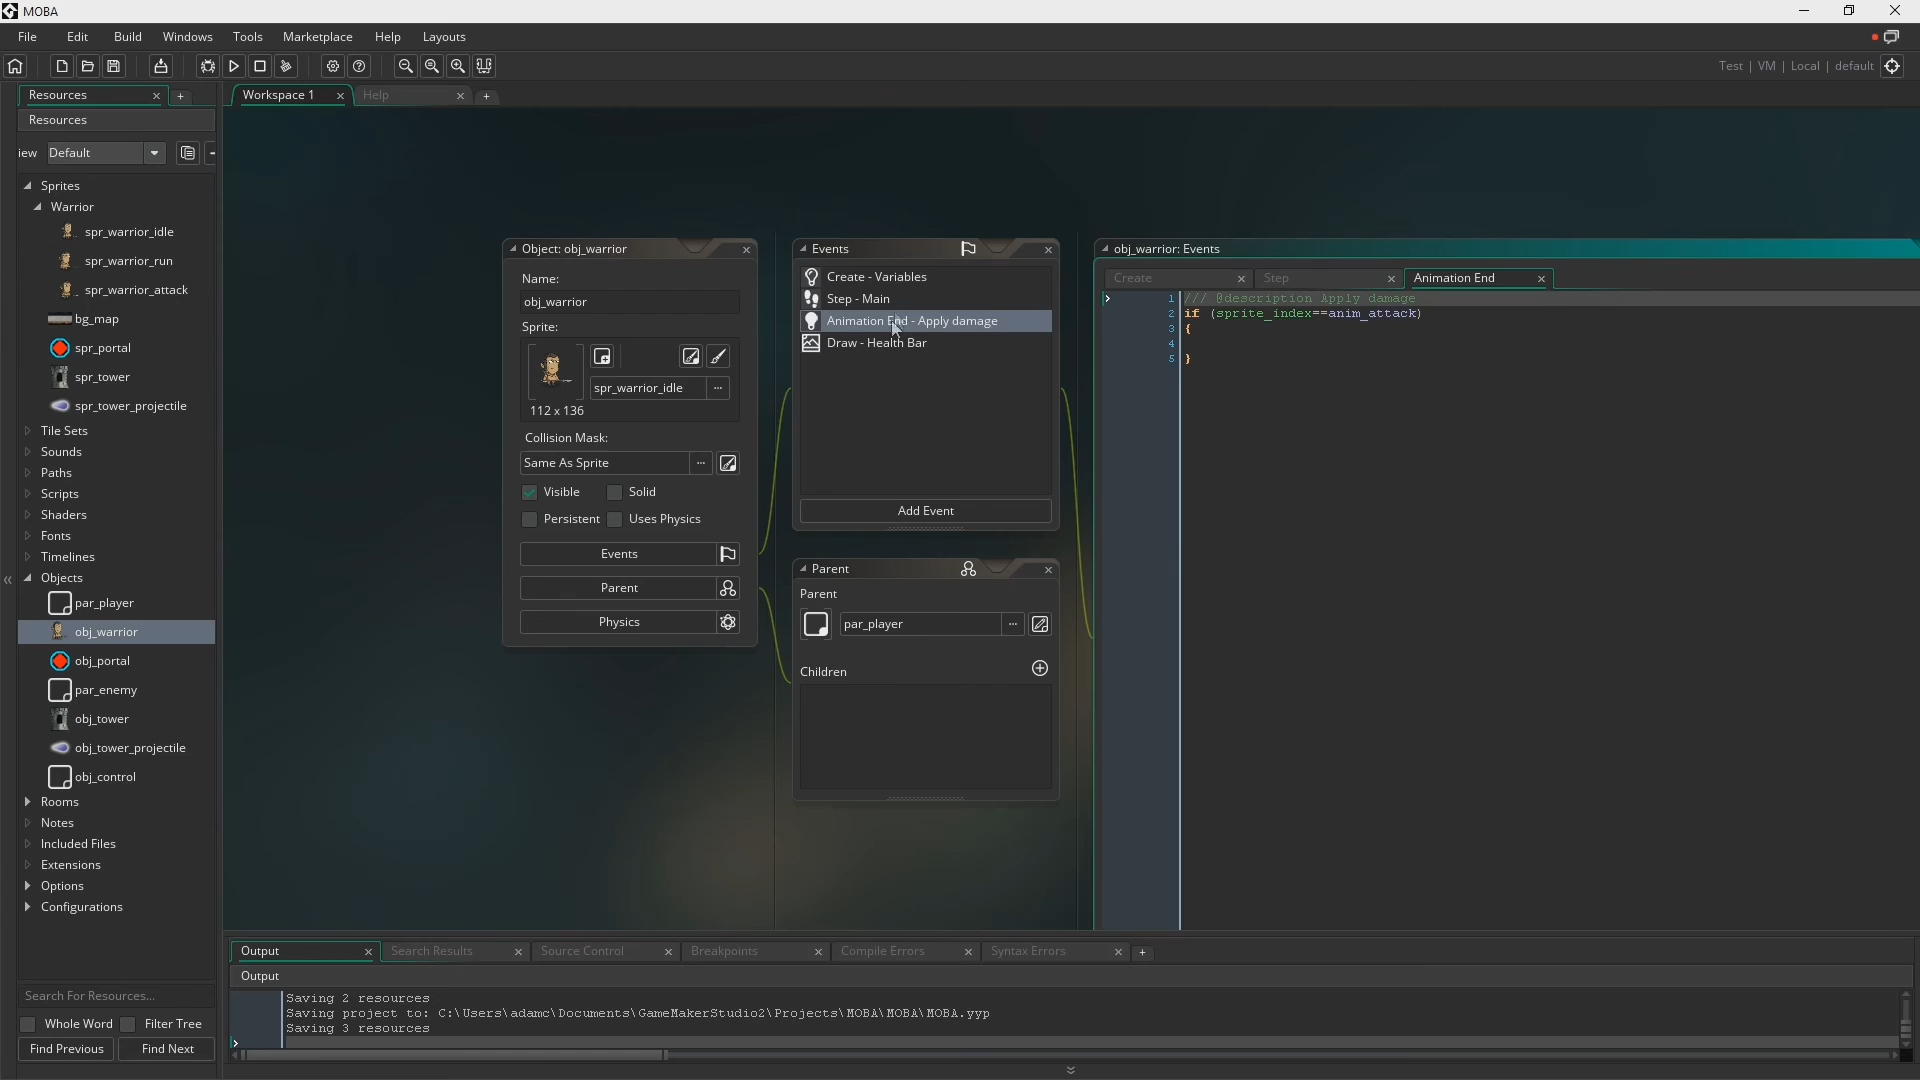 MOBA
File Edit Build Windows Tools Marketplace Help Layouts
Test | VM | Local | default
Resources
Workspace 1 Help
Resources
iew Default
Sprites
Warrior
spr_warrior_idle
spr_warrior_run
spr_warrior_attack
bg_map
spr_portal
spr_tower
spr_tower_projectile
Tile Sets
Sounds
Paths
Scripts
Shaders
Fonts
Timelines
Objects
par_player
obj_warrior
obj_portal
par_enemy
obj_tower
obj_tower_projectile
obj_control
Rooms
Notes
Included Files
Extensions
Options
Configurations
Search For Resources...
Whole Word Filter Tree
Find Previous Find Next
Object: obj_warrior
Name:
obj_warrior
Sprite:
spr_warrior_idle
112 x 136
Collision Mask:
Same As Sprite
Visible Solid
Persistent Uses Physics
Events
Parent
Physics
Events
Create - Variables
Step - Main
Animation End - Apply damage
Draw - Health Bar
Add Event
Parent
Parent
par_player
Children
obj_warrior: Events
Create Step Animation End
1 /// @description Apply damage
2 if (sprite_index==anim_attack)
3 {
4
5 }
Output Search Results Source Control Breakpoints Compile Errors Syntax Errors
Output
Saving 2 resources
Saving project to: C:\Users\adamc\Documents\GameMakerStudio2\Projects\MOBA\MOBA\MOBA.yyp
Saving 3 resources